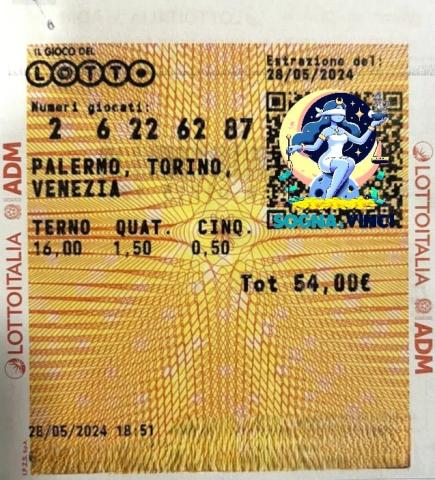 IL GIOCO DEL
LOTTO
Estrazione del:
28/05/2024
Numeri giocati:
2 6 22 62 87
PALERMO, TORINO,
VENEZIA
SOGNA.VINCI
TERNO QUAT. CINQ.
16,00 1,50 0,50
Tot 54,00€
28/05/2024 18:51
LOTTOITALIA ADM
LOTTOITALIA ADM
I.P.Z.S. S.p.A.